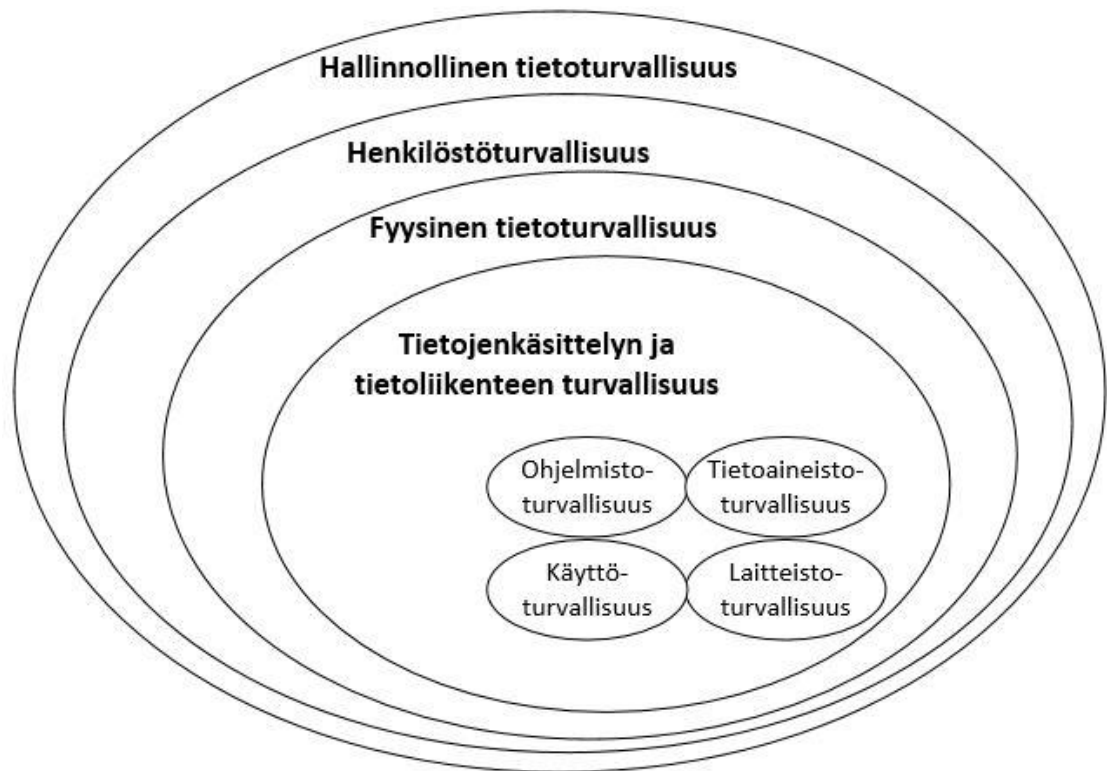 Hallinnollinen tietoturvallisuus
Henkilöstöturvallisuus
Fyysinen tietoturvallisuus
Tietojenkäsittelyn ja
tietoliikenteen turvallisuus
Ohjelmisto-
turvallisuus
Tietoaineisto-
turvallisuus
Käyttö-
turvallisuus
Laitteisto-
turvallisuus